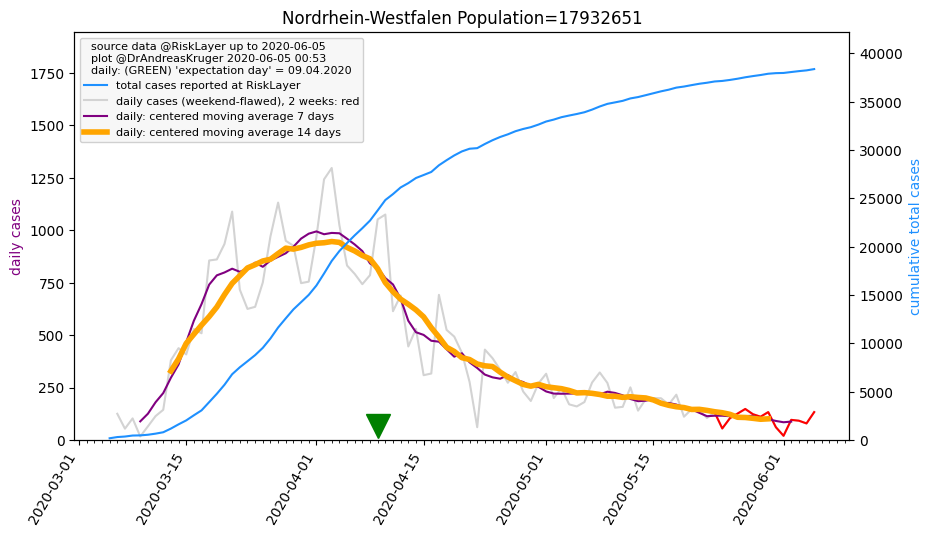 Nordrhein-Westfalen Population=17932651
source data @RiskLayer up to 2020-06-05
plot @DrAndreasKruger 2020-06-05 00:53
daily: (GREEN) 'expectation day' = 09.04.2020
total cases reported at RiskLayer
daily cases (weekend-flawed), 2 weeks: red
daily: centered moving average 7 days
daily: centered moving average 14 days
daily cases
1750
1500
1250
1000
750
500
250
0
cumulative total cases
40000
35000
30000
25000
20000
15000
10000
5000
0
2020-03-01
2020-03-15
2020-04-01
2020-04-15
2020-05-01
2020-05-15
2020-06-01